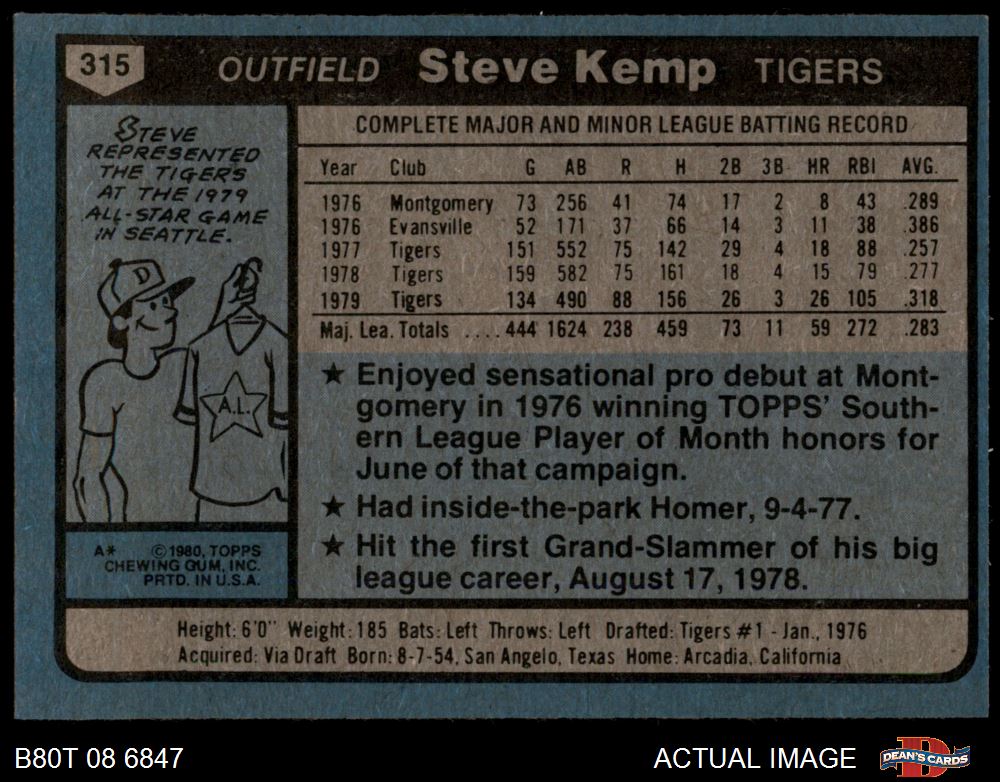 315 OUTFIELD Steve Kemp TIGERS
STEVE
REPRESENTED
THE TIGERS
AT THE 1979
ALL-STAR GAME
IN SEATTLE.
D
A.L.
A* ©1980, TOPPS
CHEWING GUM, INC.
PRTD. IN U.S.A.
COMPLETE MAJOR AND MINOR LEAGUE BATTING RECORD
Year Club G AB R H 2B 3B HR RBI AVG.
1976 Montgomery 73 256 41 74 17 2 8 43 .289
1976 Evansville 52 171 37 66 14 3 11 38 .386
1977 Tigers 151 552 75 142 29 4 18 88 .257
1978 Tigers 159 582 75 161 18 4 15 79 .277
1979 Tigers 134 490 88 156 26 3 26 105 .318
Maj. Lea. Totals ....444 1624 238 459 73 11 59 272 .283
★ Enjoyed sensational pro debut at Mont-
gomery in 1976 winning TOPPS' South-
ern League Player of Month honors for
June of that campaign.
★ Had inside-the-park Homer, 9-4-77.
★ Hit the first Grand-Slammer of his big
league career, August 17, 1978.
Height: 6'0" Weight: 185 Bats: Left Throws: Left Drafted: Tigers #1 - Jan., 1976
Acquired: Via Draft Born: 8-7-54, San Angelo, Texas Home: Arcadia, California
B80T 08 6847 ACTUAL IMAGE DEAN'S CARDS